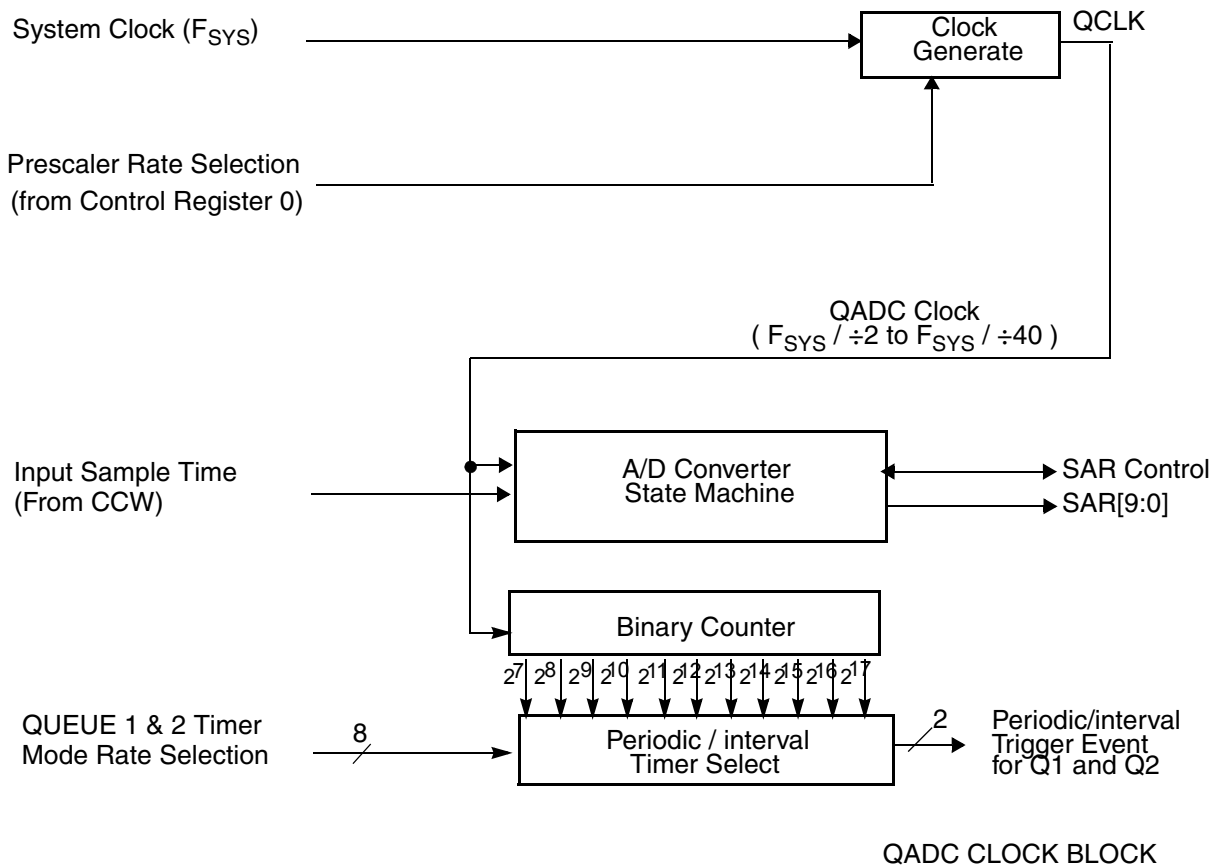 System Clock (FSYS)
Clock
Generate
QCLK
Prescaler Rate Selection
(from Control Register 0)
QADC Clock
( FSYS / ÷2 to FSYS / ÷40 )
Input Sample Time
(From CCW)
A/D Converter
State Machine
SAR Control
SAR[9:0]
Binary Counter
2^7 2^8 2^9 2^10 2^11 2^12 2^13 2^14 2^15 2^16 2^17
QUEUE 1 & 2 Timer
Mode Rate Selection
8
Periodic / interval
Timer Select
2
Periodic/interval
Trigger Event
for Q1 and Q2
QADC CLOCK BLOCK